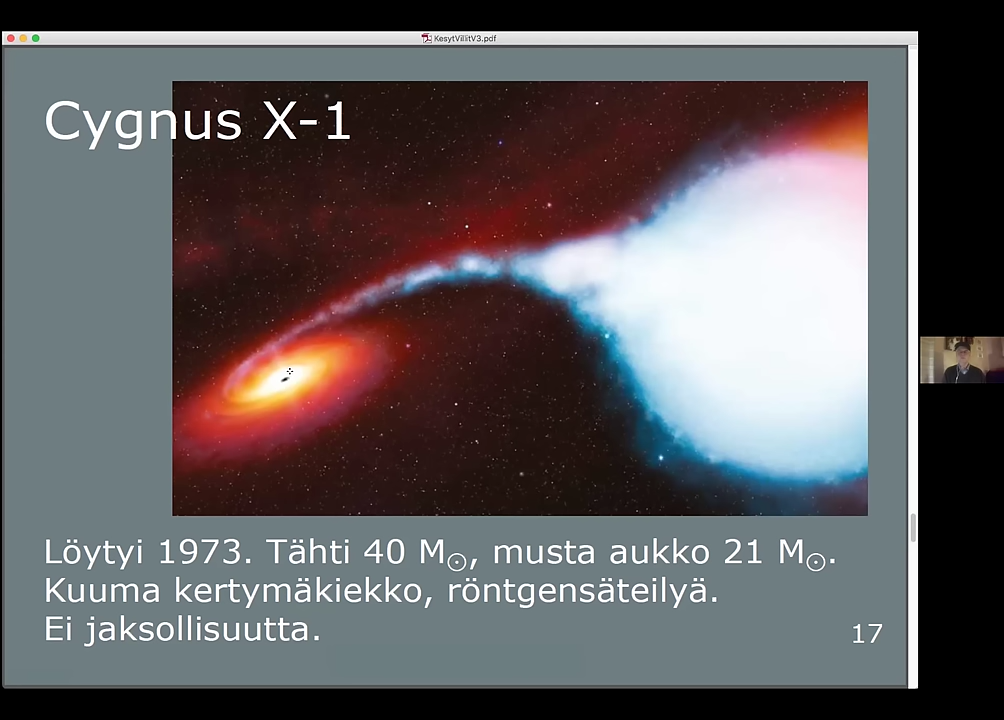 KesytVillitV3.pdf
Cygnus X-1
Löytyi 1973. Tähti 40 M☉, musta aukko 21 M☉.
Kuuma kertymäkiekko, röntgensäteilyä.
Ei jaksollisuutta.
17